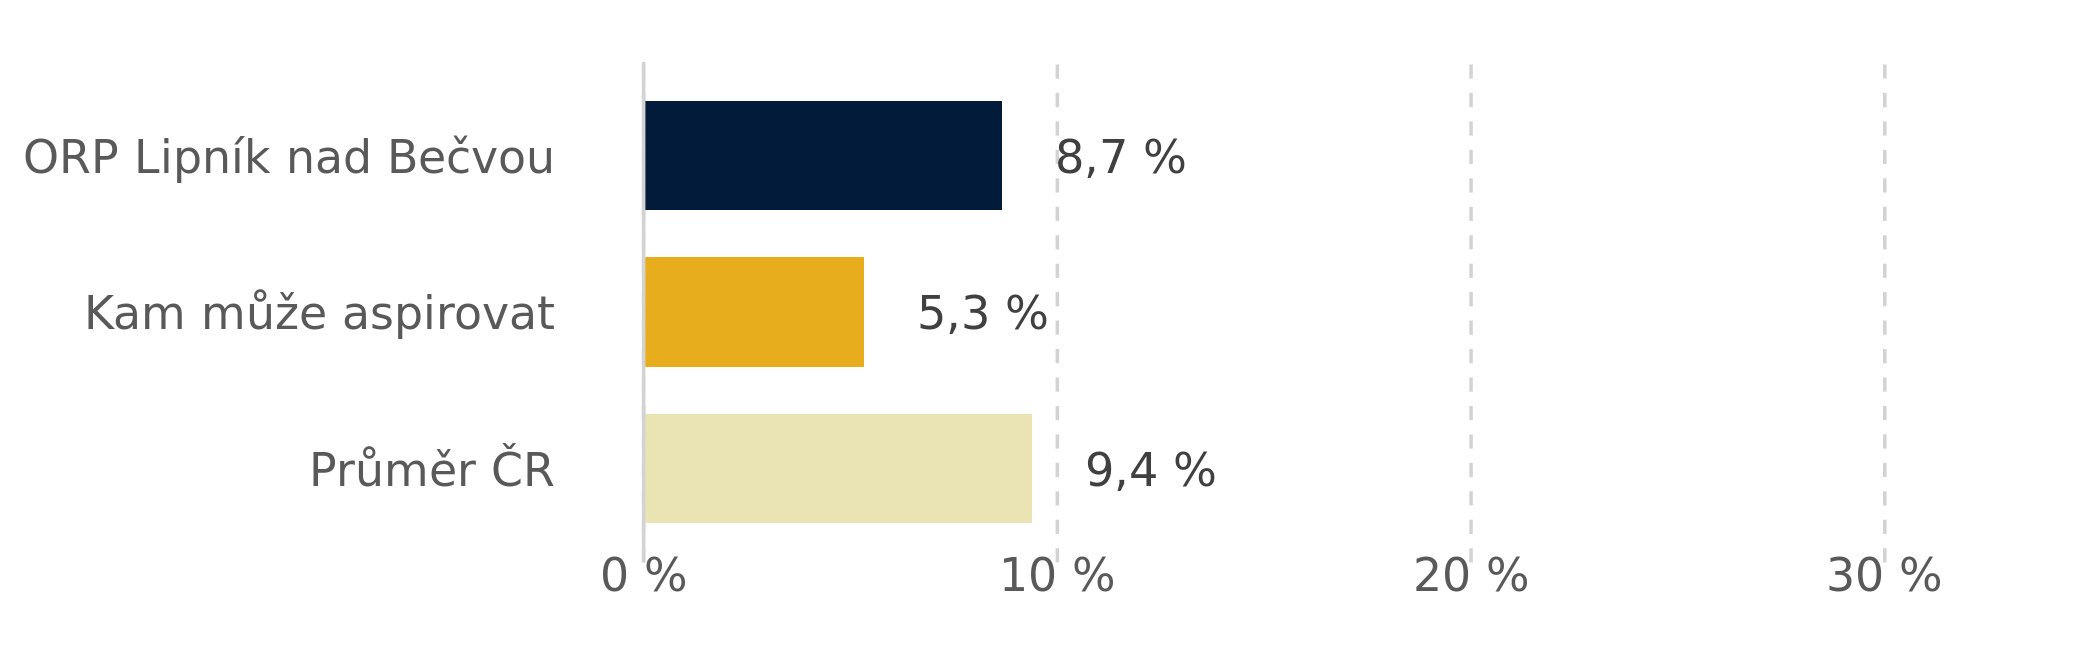 ORP Lipník nad Bečvou
8,7 %
Kam může aspirovat
5,3 %
Průměr ČR
9,4 %
0 %
10 %
20 %
30 %